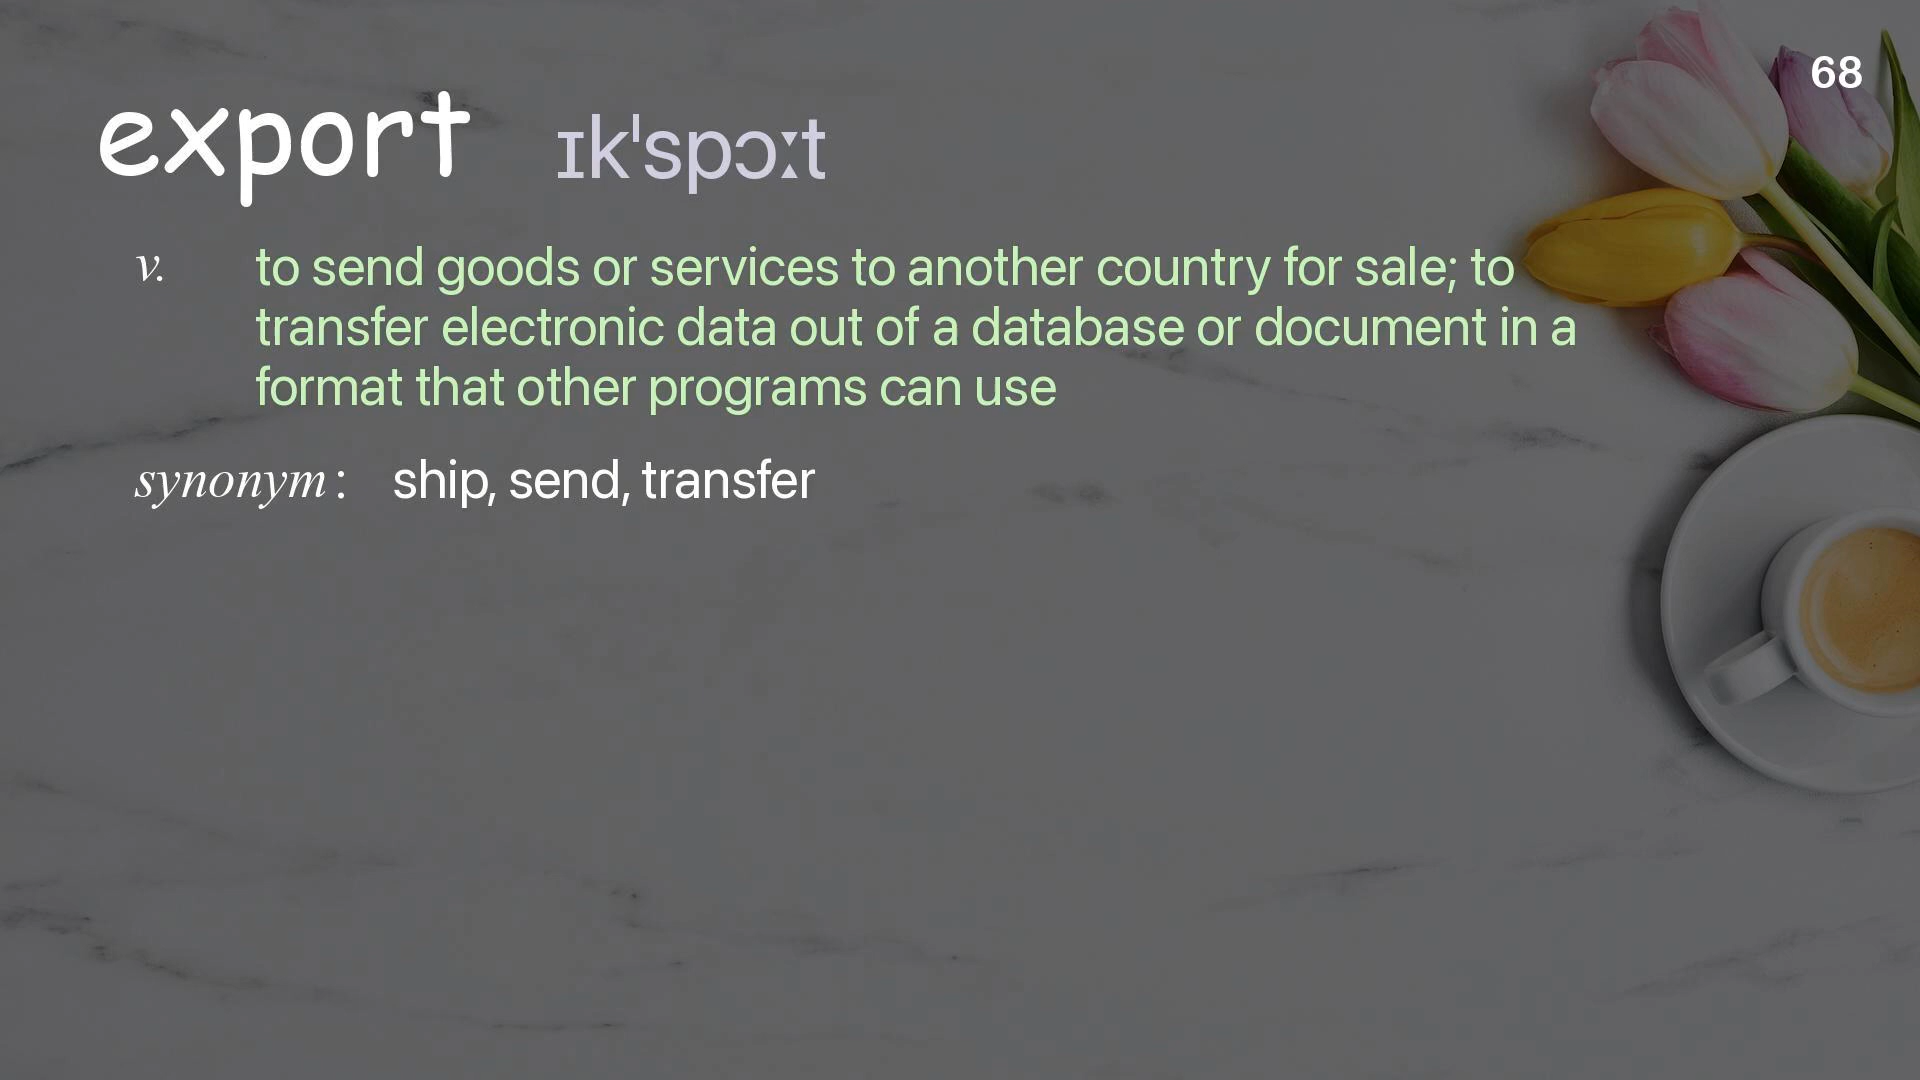 68
export ɪkˈspɔːt
v. to send goods or services to another country for sale; to
transfer electronic data out of a database or document in a
format that other programs can use
synonym : ship, send, transfer